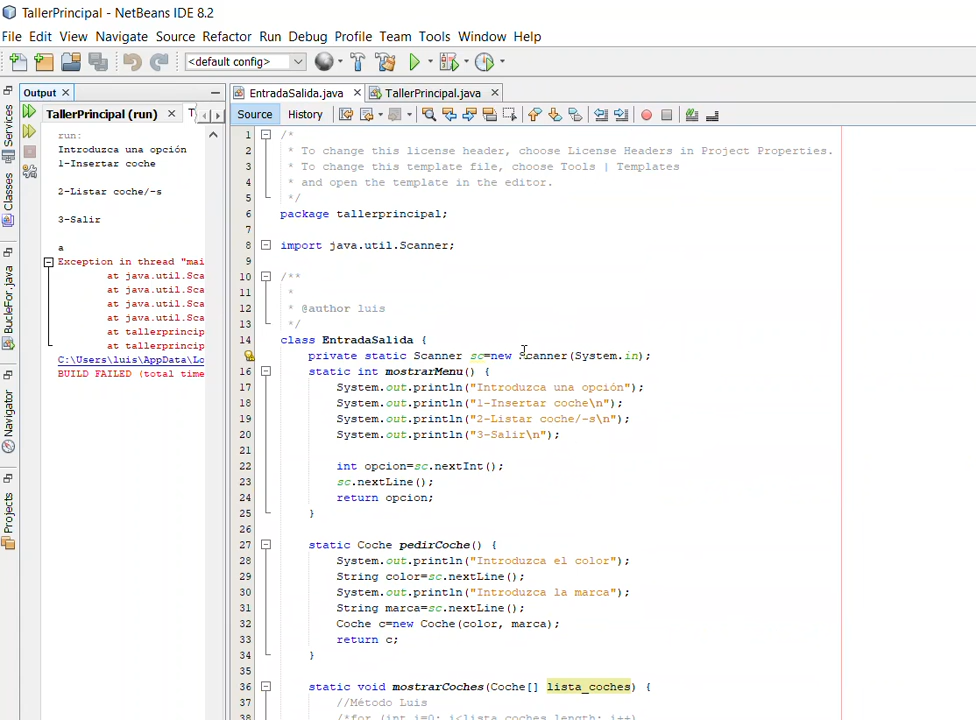 TallerPrincipal - NetBeans IDE 8.2
File Edit View Navigate Source Refactor Run Debug Profile Team Tools Window Help
<default config>
Output
EntradaSalida.java
TallerPrincipal.java
TallerPrincipal (run)
Source History
Services
Classes
BucleFor.java
Navigator
Projects
run:
Introduzca una opción
1-Insertar coche
2-Listar coche/-s
3-Salir
a
Exception in thread "mai
at java.util.Sca
at java.util.Sca
at java.util.Sca
at java.util.Sca
at tallerprincip
at tallerprincip
C:\Users\luis\AppData\Lo
BUILD FAILED (total time
1 /*
2 * To change this license header, choose License Headers in Project Properties.
3 * To change this template file, choose Tools | Templates
4 * and open the template in the editor.
5 */
6 package tallerprincipal;
7
8 import java.util.Scanner;
9
10 /**
11 *
12 * @author luis
13 */
14 class EntradaSalida {
private static Scanner sc=new Scanner(System.in);
16 static int mostrarMenu() {
17 System.out.println("Introduzca una opción");
18 System.out.println("1-Insertar coche\n");
19 System.out.println("2-Listar coche/-s\n");
20 System.out.println("3-Salir\n");
21
22 int opcion=sc.nextInt();
23 sc.nextLine();
24 return opcion;
25 }
26
27 static Coche pedirCoche() {
28 System.out.println("Introduzca el color");
29 String color=sc.nextLine();
30 System.out.println("Introduzca la marca");
31 String marca=sc.nextLine();
32 Coche c=new Coche(color, marca);
33 return c;
34 }
35
36 static void mostrarCoches(Coche[] lista_coches) {
37 //Método Luis
38 /*for (int i=0; i<lista_coches.length; i++)